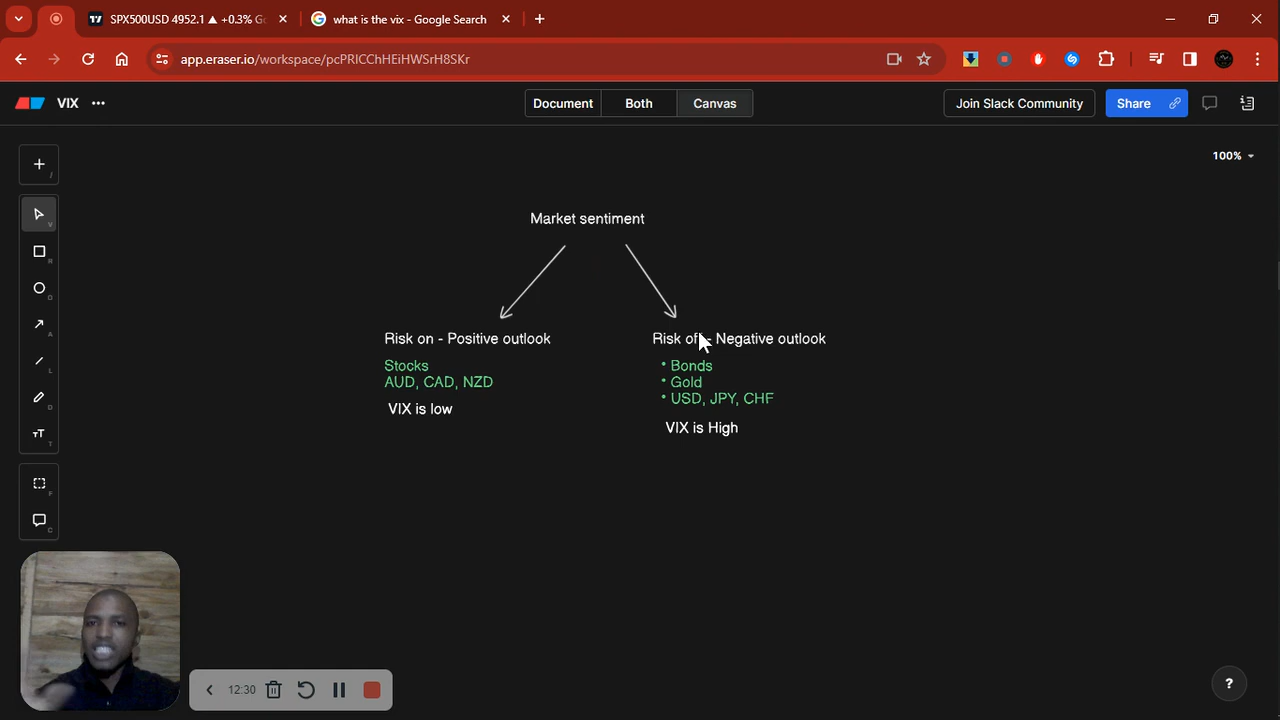 SPX500USD 4952.1 ▲ +0.3% G
what is the vix - Google Search
app.eraser.io/workspace/pcPRICChHEiHWSrH8SKr
VIX
Document
Both
Canvas
Join Slack Community
Share
100%
Market sentiment
Risk on - Positive outlook
Risk of - Negative outlook
Stocks
• Bonds
AUD, CAD, NZD
• Gold
• USD, JPY, CHF
VIX is low
VIX is High
12:30
?